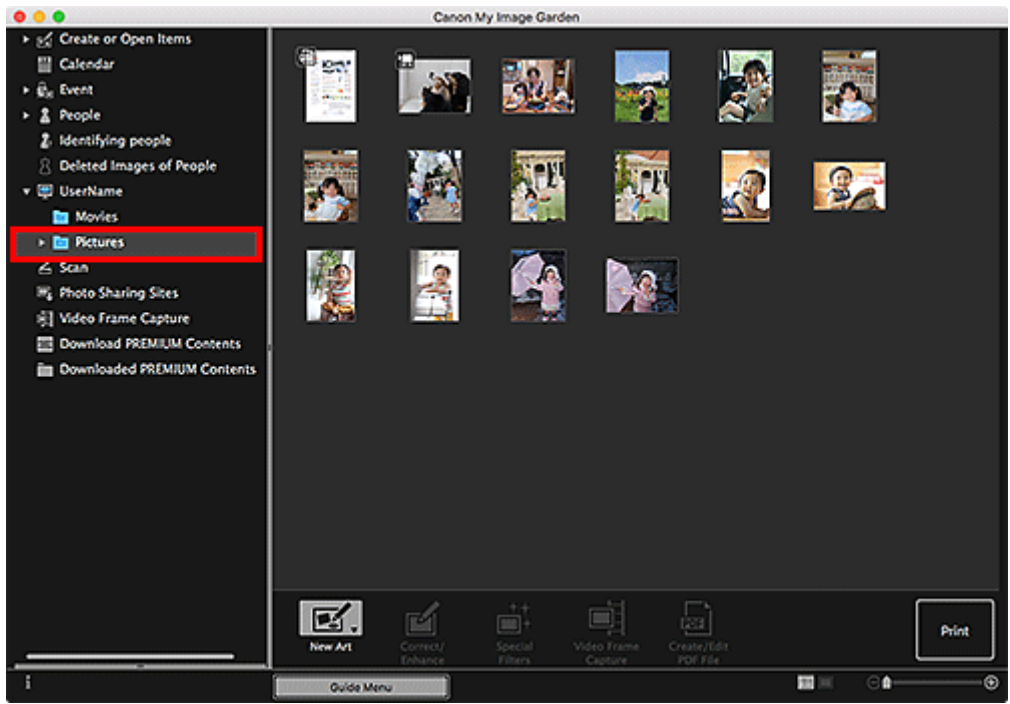 Canon My Image Garden
Create or Open Items
Calendar
Event
People
Identifying people
Deleted Images of People
UserName
Movies
Pictures
Scan
Photo Sharing Sites
Video Frame Capture
Download PREMIUM Contents
Downloaded PREMIUM Contents
New Art
Correct/
Enhance
Special
Filters
Video Frame
Capture
PDF
Create/Edit
PDF File
Print
Guide Menu